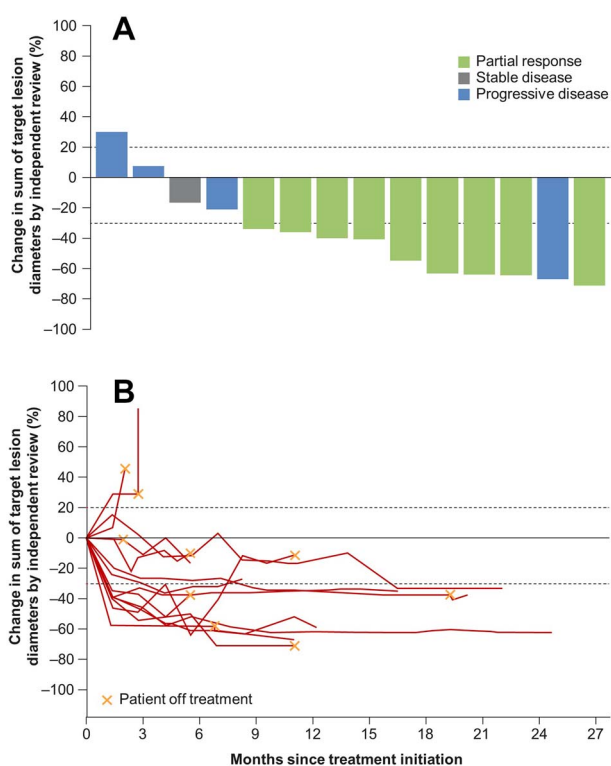 A
Change in sum of target lesion
diameters by independent review (%)
100
80
60
40
20
0
–20
–40
–60
–80
–100
Partial response
Stable disease
Progressive disease
B
Change in sum of target lesion
diameters by independent review (%)
100
80
60
40
20
0
–20
–40
–60
–80
–100
Patient off treatment
0 3 6 9 12 15 18 21 24 27
Months since treatment initiation